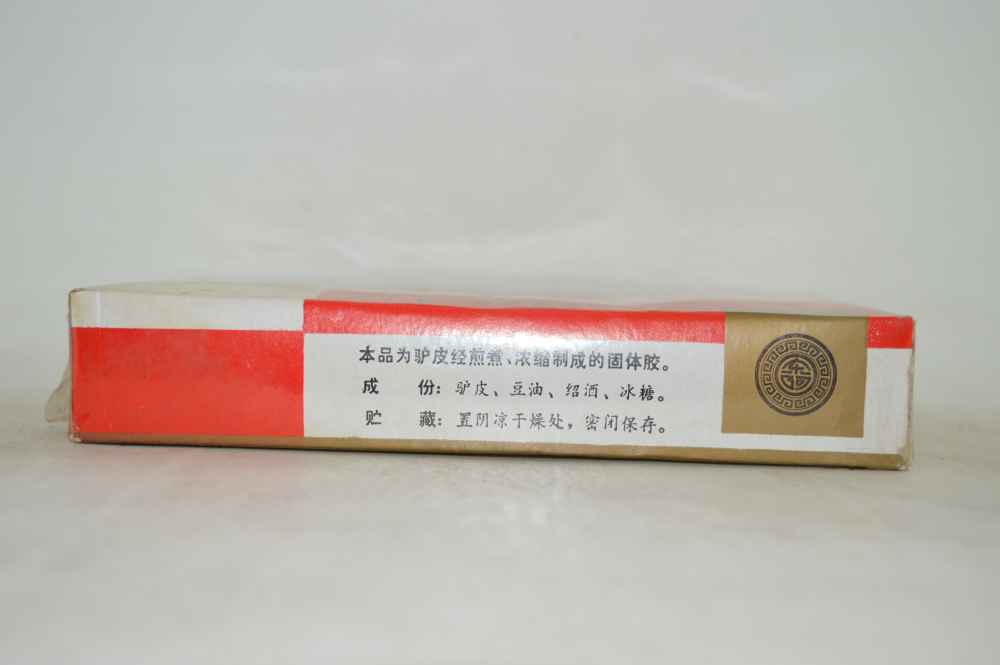 本品为驴皮经煎煮、浓缩制成的固体胶。
成 份：驴皮、豆油、绍酒、冰糖。
贮 藏：置阴凉干燥处，密闭保存。